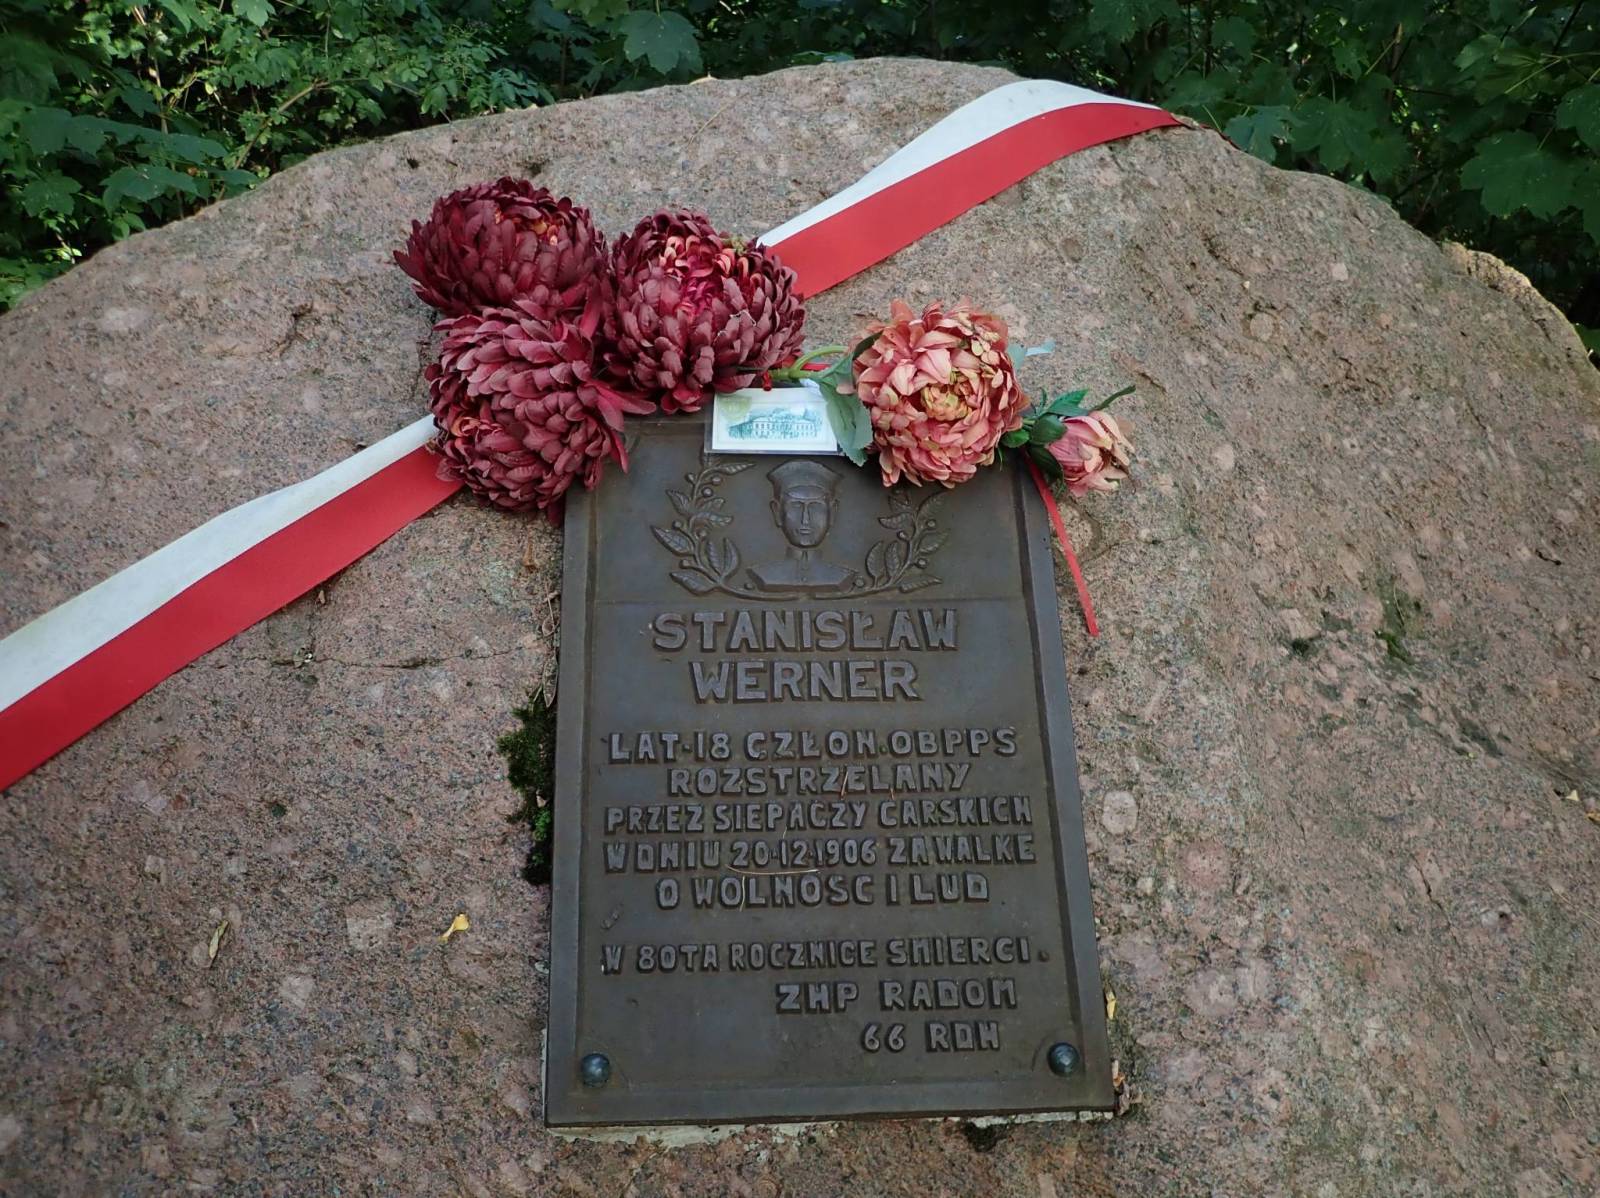 STANISŁAW
WERNER
LAT·18 CZŁON·OBPPS
ROZSTRZELANY
PRZEZ SIEPACZY CARSKICH
W DNIU 20·12·1906 ZA WALKE
O WOLNOSC I LUD
W 80TA ROCZNICE SMIERCI.
ZHP RADOM
66 RDH